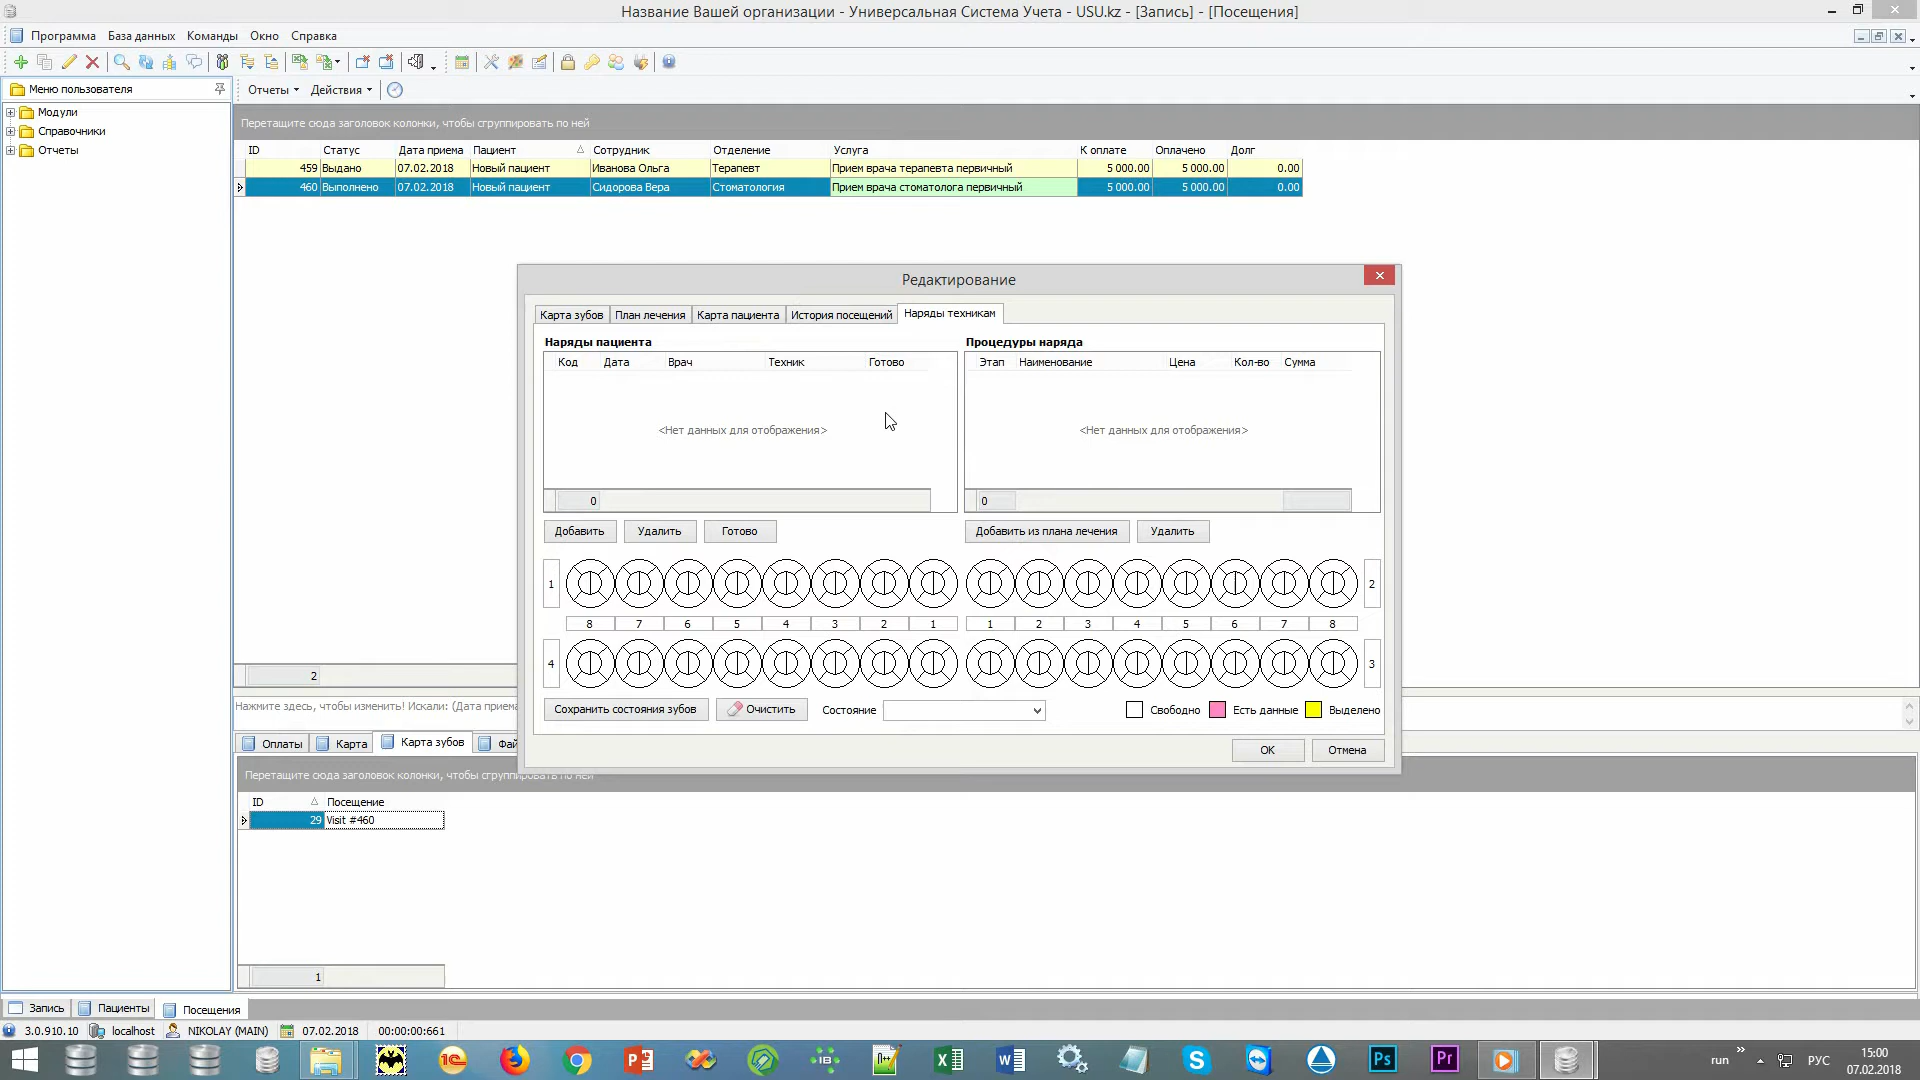 Название Вашей организации - Универсальная Система Учета - USU.kz - [Запись] - [Посещения]
Программа База данных Команды Окно Справка
Меню пользователя
Отчеты Действия
Модули
Справочники
Отчеты
Перетащите сюда заголовок колонки, чтобы сгруппировать по ней
ID Статус Дата приема Пациент Сотрудник Отделение Услуга К оплате Оплачено Долг
459 Выдано 07.02.2018 Новый пациент Иванова Ольга Терапевт Прием врача терапевта первичный 5 000.00 5 000.00 0.00
460 Выполнено 07.02.2018 Новый пациент Сидорова Вера Стоматология Прием врача стоматолога первичный 5 000.00 5 000.00 0.00
Редактирование
Карта зубов План лечения Карта пациента История посещений Наряды техникам
Наряды пациента Процедуры наряда
Код Дата Врач Техник Готово Этап Наименование Цена Кол-во Сумма
<Нет данных для отображения> <Нет данных для отображения>
0 0
Добавить Удалить Готово Добавить из плана лечения Удалить
1 2
8 7 6 5 4 3 2 1 1 2 3 4 5 6 7 8
4 3
Сохранить состояния зубов Очистить Состояние Свободно Есть данные Выделено
OK Отмена
2
Нажмите здесь, чтобы изменить! Искали: (Дата приема
Оплаты Карта Карта зубов Фай
Перетащите сюда заголовок колонки, чтобы сгруппировать по ней
ID Посещение
29 Visit #460
1
Запись Пациенты Посещения
3.0.910.10 localhost NIKOLAY (MAIN) 07.02.2018 00:00:00:661
run РУС 15:00
07.02.2018